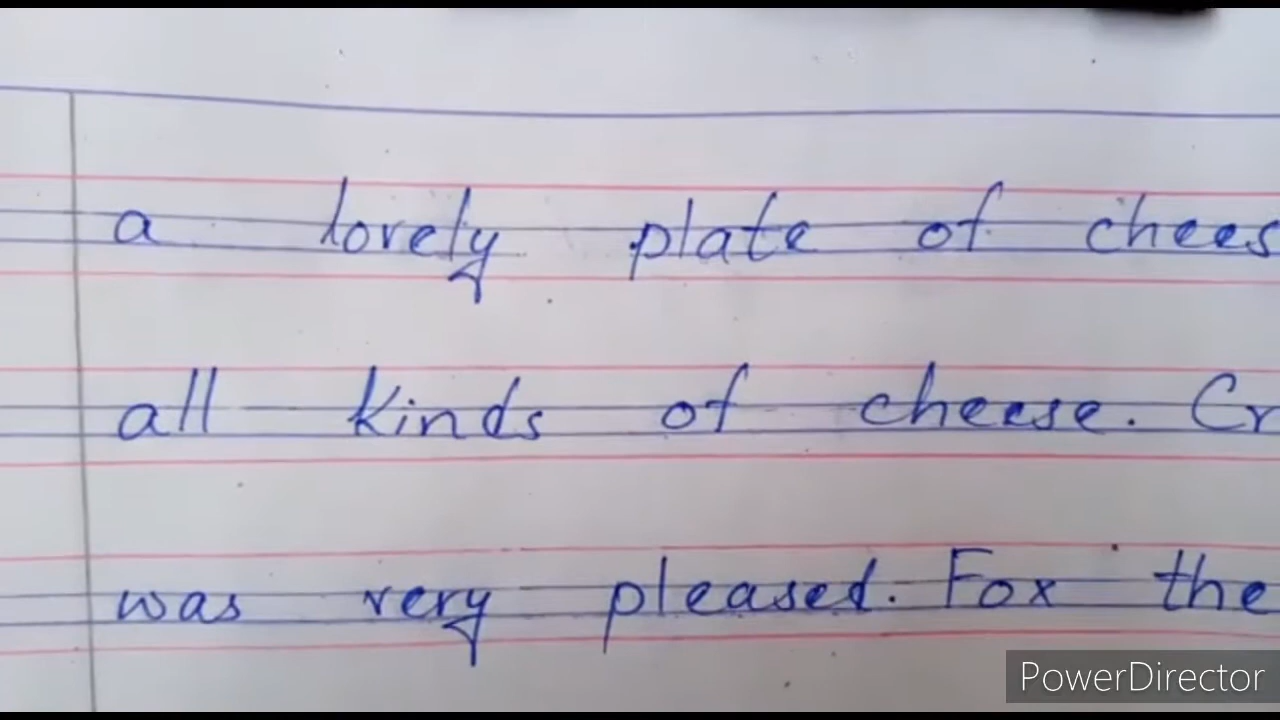 a lovely plate of chees
all kinds of cheese. Cr
was very pleased. Fox the
PowerDirector